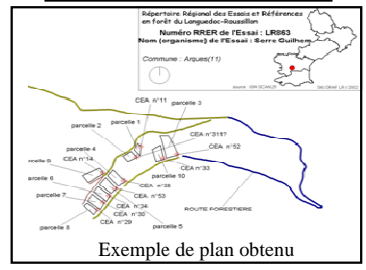 Répertoire Régional des Essais et Références
en forêt du Languedoc-Roussillon
Numéro RRER de l'Essai : LR863
Nom (organisme) de l'Essai : Serre Guilhem
Commune : Arques(11)
CEA n°11
parcelle 3
parcelle 1
parcelle 2
CEA n°311?
parcelle 4
CEA n°52
CEA n°14
CEA n°33
parcelle 6
parcelle 10
CEA n°53
parcelle 7
CEA n°34
CEA n°30
ROUTE FORESTIERE
parcelle 8
CEA n°29
parcelle 5
Exemple de plan obtenu